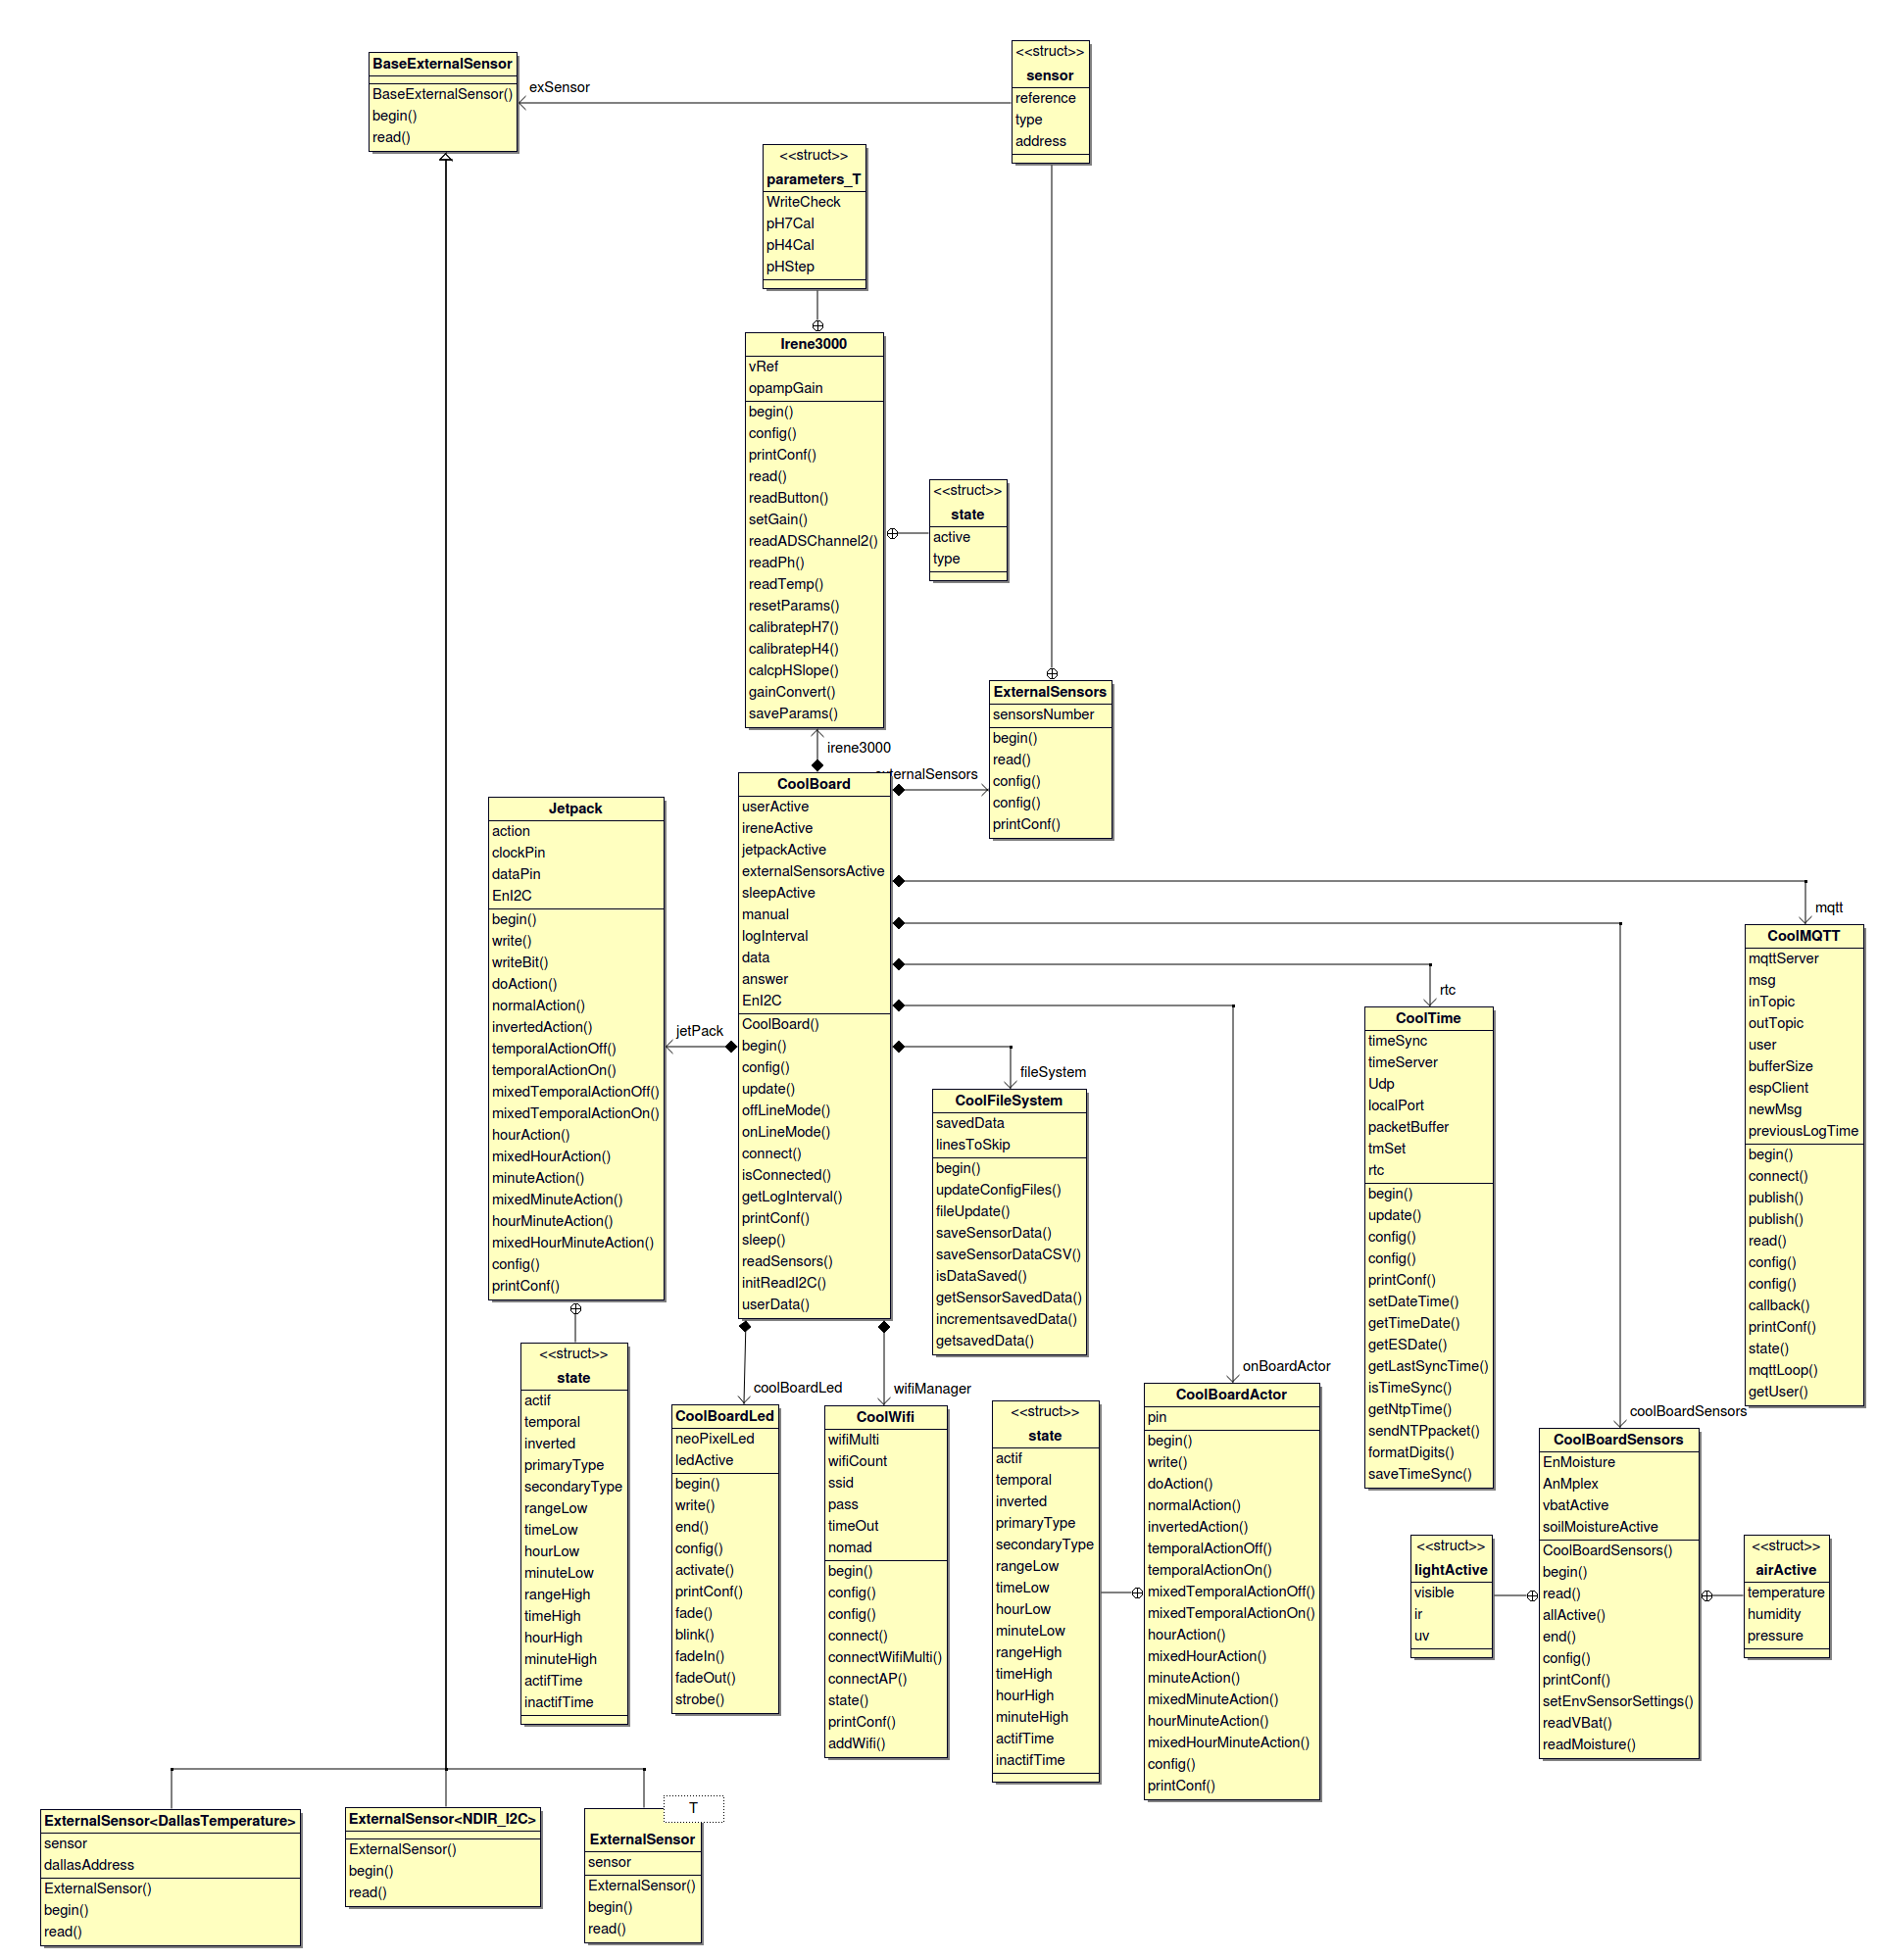 BaseExternalSensor
BaseExternalSensor()
begin()
read()
exSensor
<<struct>>
sensor
reference
type
address
<<struct>>
parameters_T
WriteCheck
pH7Cal
pH4Cal
pHStep
Irene3000
vRef
opampGain
begin()
config()
printConf()
read()
readButton()
setGain()
readADSChannel2()
readPh()
readTemp()
resetParams()
calibratepH7()
calibratepH4()
calcpHSlope()
gainConvert()
saveParams()
<<struct>>
state
active
type
ExternalSensors
sensorsNumber
begin()
read()
config()
config()
printConf()
irene3000
CoolBoard
userActive
ireneActive
jetpackActive
externalSensorsActive
sleepActive
manual
logInterval
data
answer
EnI2C
CoolBoard()
begin()
config()
update()
offLineMode()
onLineMode()
connect()
isConnected()
getLogInterval()
printConf()
sleep()
readSensors()
initReadI2C()
userData()
Jetpack
action
clockPin
dataPin
EnI2C
begin()
write()
writeBit()
doAction()
normalAction()
invertedAction()
temporalActionOff()
temporalActionOn()
mixedTemporalActionOff()
mixedTemporalActionOn()
hourAction()
mixedHourAction()
minuteAction()
mixedMinuteAction()
hourMinuteAction()
mixedHourMinuteAction()
config()
printConf()
jetPack
<<struct>>
state
actif
temporal
inverted
primaryType
secondaryType
rangeLow
timeLow
hourLow
minuteLow
rangeHigh
timeHigh
hourHigh
minuteHigh
actifTime
inactifTime
fileSystem
CoolFileSystem
savedData
linesToSkip
begin()
updateConfigFiles()
fileUpdate()
saveSensorData()
saveSensorDataCSV()
isDataSaved()
getSensorSavedData()
incrementsavedData()
getsavedData()
coolBoardLed
CoolBoardLed
neoPixelLed
ledActive
begin()
write()
end()
config()
activate()
printConf()
fade()
blink()
fadeIn()
fadeOut()
strobe()
wifiManager
CoolWifi
wifiMulti
wifiCount
ssid
pass
timeOut
nomad
begin()
config()
config()
connect()
connectWifiMulti()
connectAP()
state()
printConf()
addWifi()
<<struct>>
state
actif
temporal
inverted
primaryType
secondaryType
rangeLow
timeLow
hourLow
minuteLow
rangeHigh
timeHigh
hourHigh
minuteHigh
actifTime
inactifTime
onBoardActor
CoolBoardActor
pin
begin()
write()
doAction()
normalAction()
invertedAction()
temporalActionOff()
temporalActionOn()
mixedTemporalActionOff()
mixedTemporalActionOn()
hourAction()
mixedHourAction()
minuteAction()
mixedMinuteAction()
hourMinuteAction()
mixedHourMinuteAction()
config()
printConf()
rtc
CoolTime
timeSync
timeServer
Udp
localPort
packetBuffer
tmSet
rtc
begin()
update()
config()
config()
printConf()
setDateTime()
getTimeDate()
getESDate()
getLastSyncTime()
isTimeSync()
getNtpTime()
sendNTPpacket()
formatDigits()
saveTimeSync()
mqtt
CoolMQTT
mqttServer
msg
inTopic
outTopic
user
bufferSize
espClient
newMsg
previousLogTime
begin()
connect()
publish()
publish()
read()
config()
config()
callback()
printConf()
state()
mqttLoop()
getUser()
coolBoardSensors
CoolBoardSensors
EnMoisture
AnMplex
vbatActive
soilMoistureActive
CoolBoardSensors()
begin()
read()
allActive()
end()
config()
printConf()
setEnvSensorSettings()
readVBat()
readMoisture()
<<struct>>
lightActive
visible
ir
uv
<<struct>>
airActive
temperature
humidity
pressure
ExternalSensor<DallasTemperature>
sensor
dallasAddress
ExternalSensor()
begin()
read()
ExternalSensor<NDIR_I2C>
ExternalSensor()
begin()
read()
T
ExternalSensor
sensor
ExternalSensor()
begin()
read()